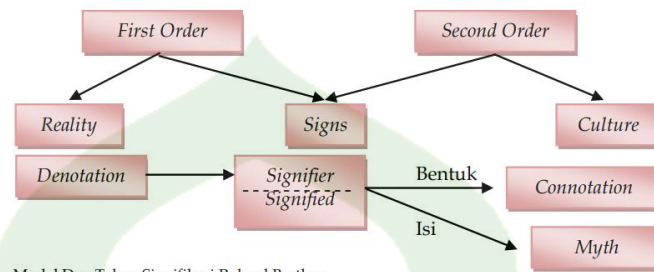 First Order
Second Order
Reality
Signs
Culture
Denotation
Signifier
Signified
Bentuk
Connotation
Isi
Myth